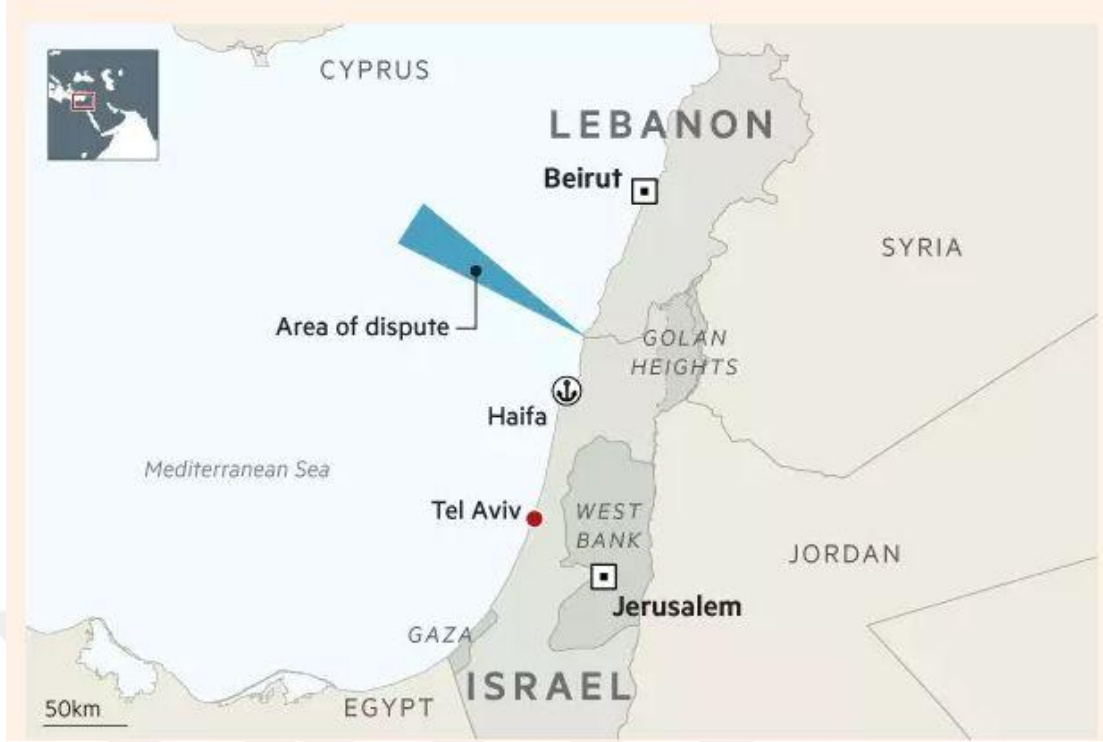 CYPRUS
LEBANON
Beirut
SYRIA
Area of dispute
GOLAN
HEIGHTS
Haifa
Mediterranean Sea
Tel Aviv
WEST
BANK
JORDAN
Jerusalem
GAZA
ISRAEL
EGYPT
50km